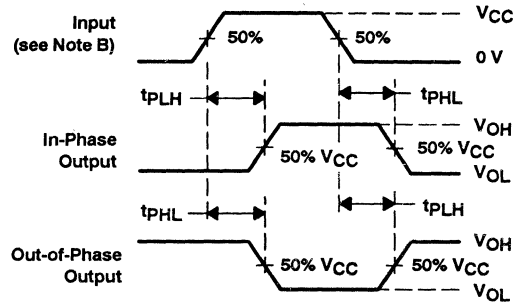 Input
(see Note B)
50%
50%
VCC
0 V
tPLH
tPHL
In-Phase
Output
50% VCC
50% VCC
VOH
VOL
tPHL
tPLH
Out-of-Phase
Output
50% VCC
50% VCC
VOH
VOL